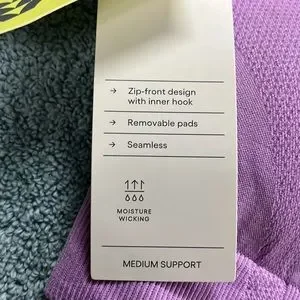 → Zip-front design
with inner hook
→ Removable pads
→ Seamless
MOISTURE
WICKING
MEDIUM SUPPORT